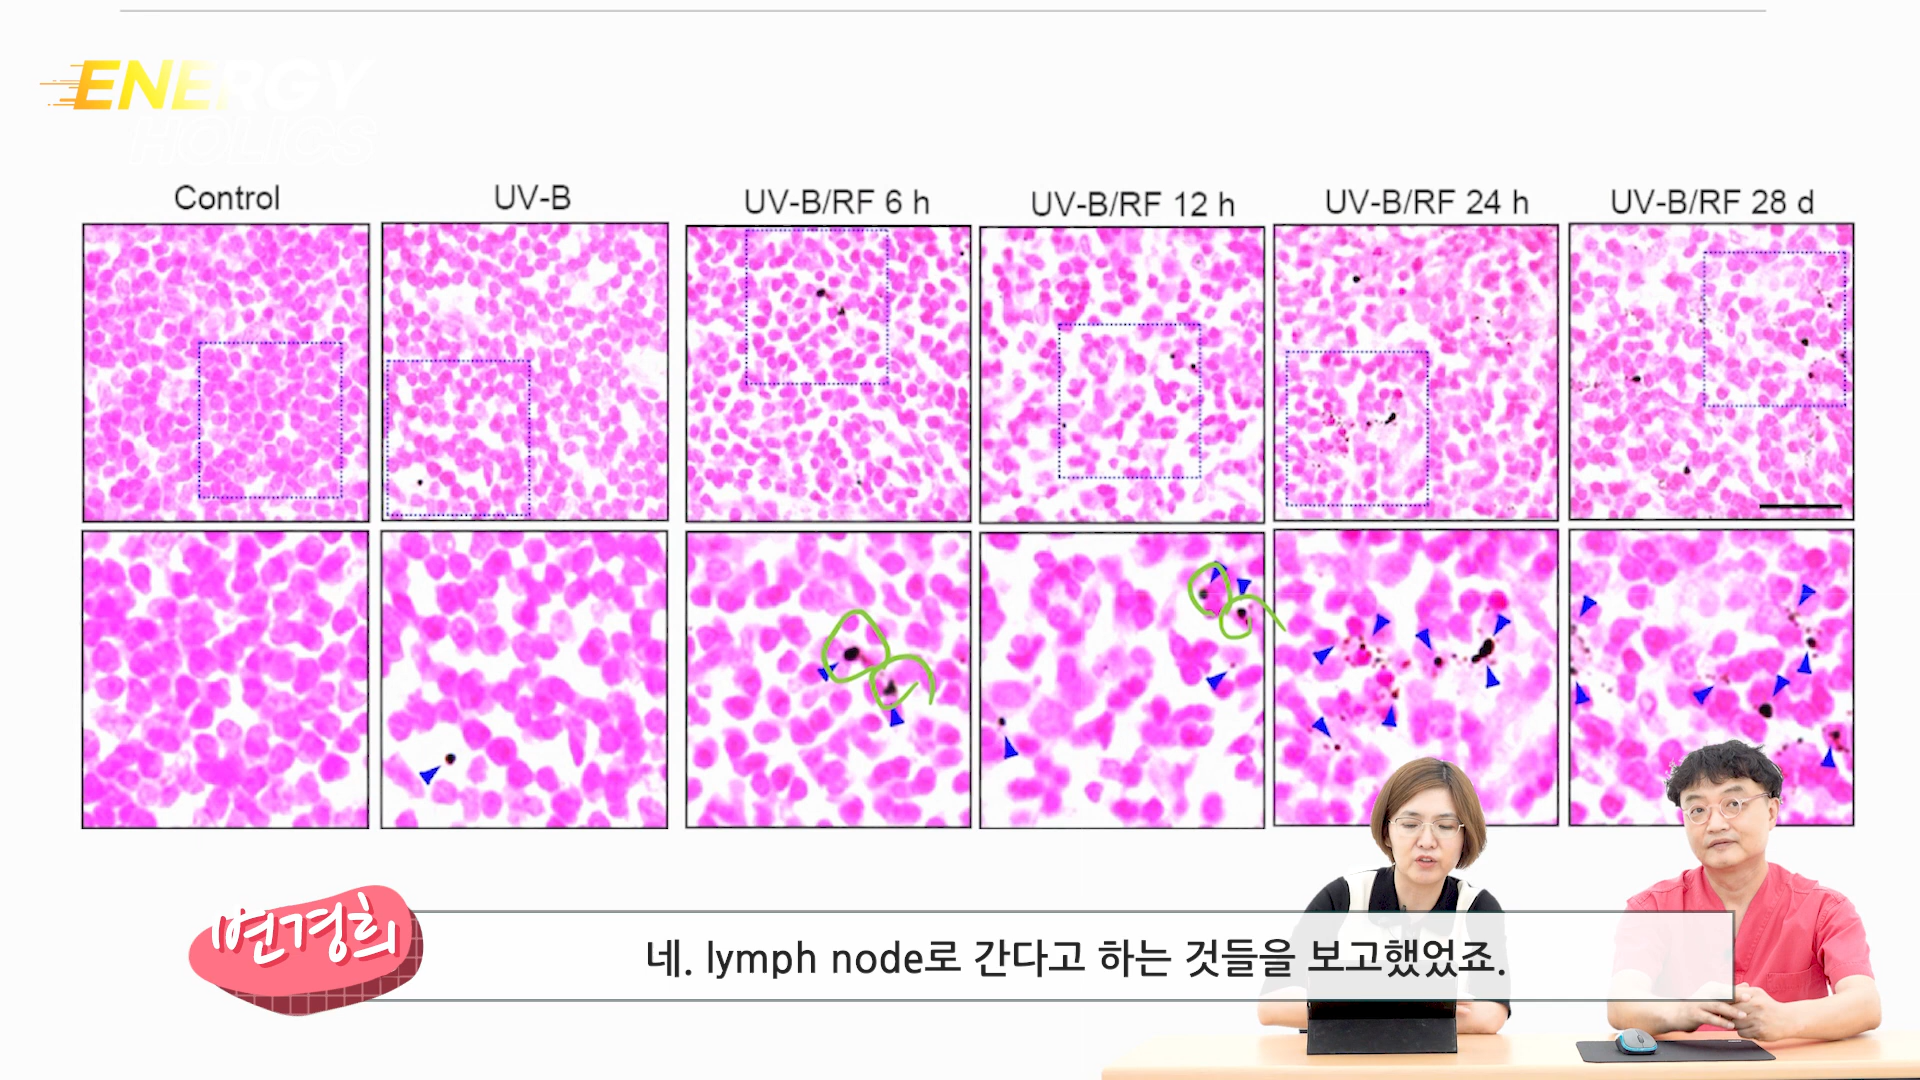 ENERGY
HOLICS
Control
UV-B
UV-B/RF 6 h
UV-B/RF 12 h
UV-B/RF 24 h
UV-B/RF 28 d
변경희
네. lymph node로 간다고 하는 것들을 보고했었죠.